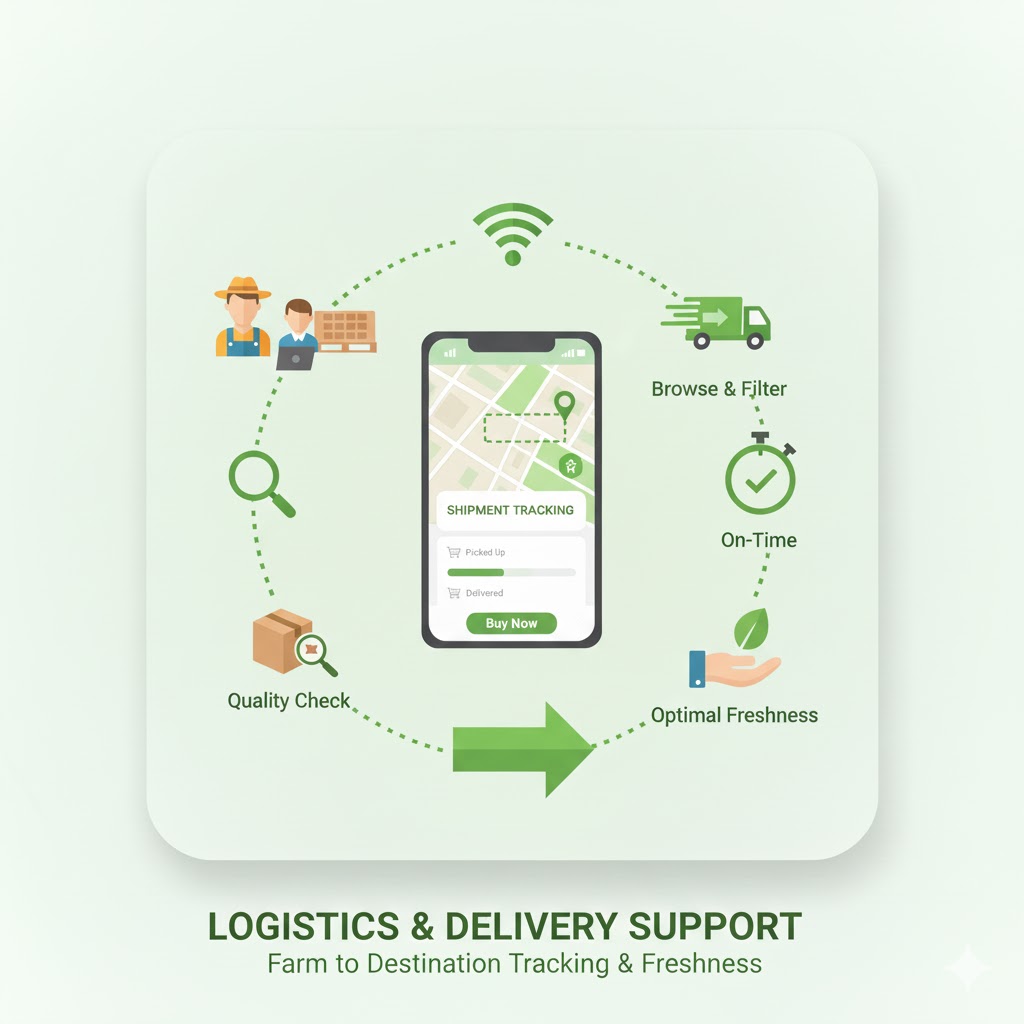 Browse & Filter
SHIPMENT TRACKING
Picked Up
Delivered
Buy Now
On-Time
Quality Check
Optimal Freshness
LOGISTICS & DELIVERY SUPPORT
Farm to Destination Tracking & Freshness